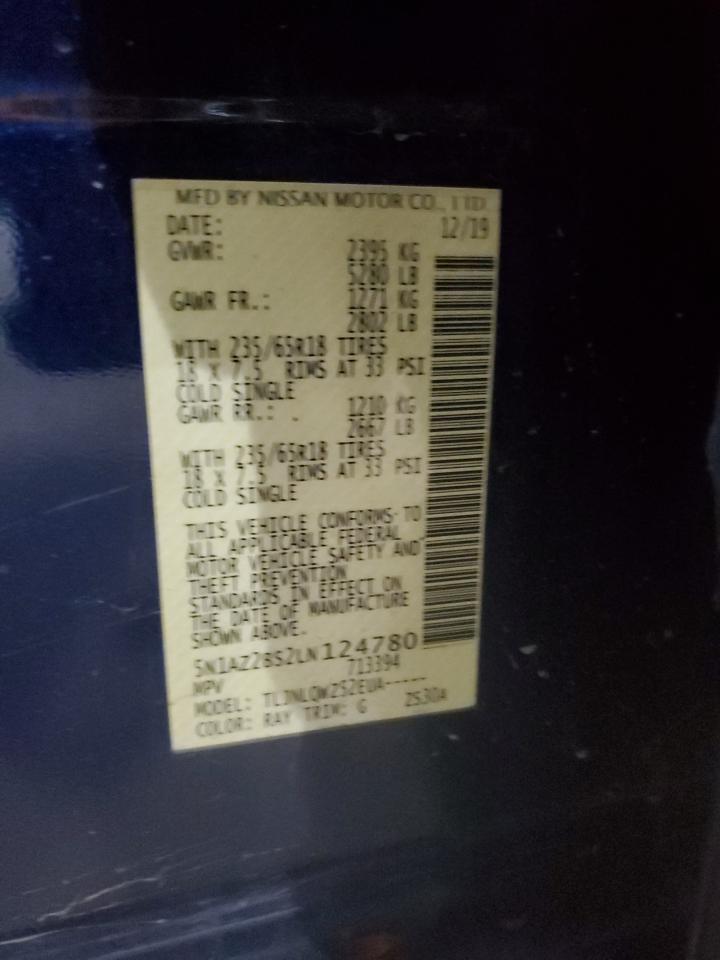 MFD BY NISSAN MOTOR CO., LTD.
DATE: 12/19
GVWR: 2395 KG
5280 LB
GAWR FR.: 1271 KG
2802 LB
WITH 235/65R18 TIRES
18 X 7.5 RIMS AT 33 PSI
COLD SINGLE
GAWR RR.: 1210 KG
2667 LB
WITH 235/65R18 TIRES
18 X 7.5 RIMS AT 33 PSI
COLD SINGLE
THIS VEHICLE CONFORMS TO
ALL APPLICABLE FEDERAL
MOTOR VEHICLE SAFETY AND
THEFT PREVENTION
STANDARDS IN EFFECT ON
THE DATE OF MANUFACTURE
SHOWN ABOVE.
5N1AZ2BS2LN124780
MPV 713394
MODEL: TLJNLQWZS2EUA-----
COLOR: RAY TRIM: G ZS30A